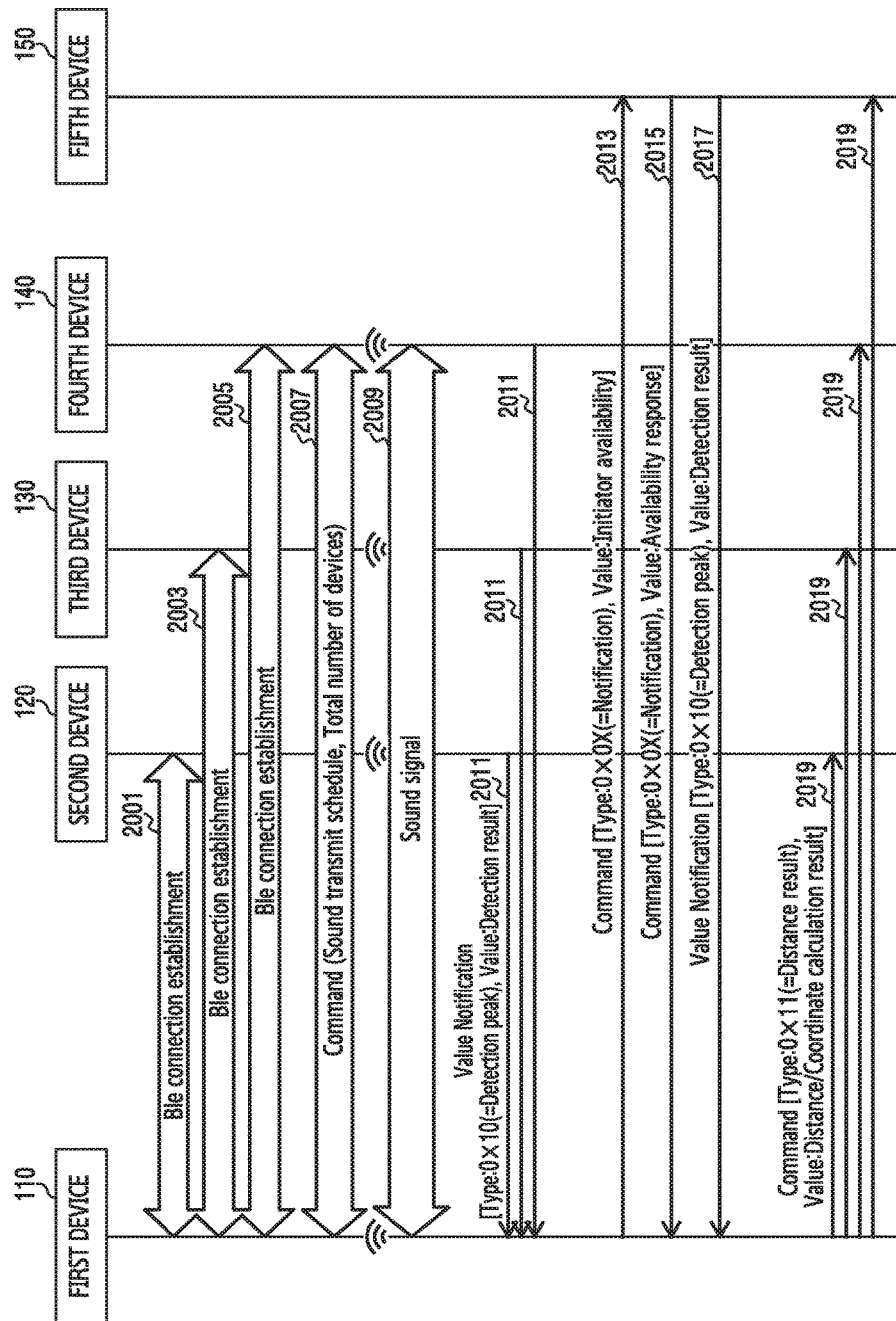 110
120
130
140
150
FIRST DEVICE
SECOND DEVICE
THIRD DEVICE
FOURTH DEVICE
FIFTH DEVICE
2001
Ble connection establishment
2003
Ble connection establishment
2005
Ble connection establishment
2007
Command (Sound transmit schedule, Total number of devices)
2009
Sound signal
Value Notification
[Type:0×10(=Detection peak), Value:Detection result]
2011
2011
2011
Command [Type:0×0X(=Notification), Value:Initiator availability]
2013
Command [Type:0×0X(=Notification), Value:Availability response]
2015
Value Notification [Type:0×10(=Detection peak), Value:Detection result]
2017
Command [Type:0×11(=Distance result),
Value:Distance/Coordinate calculation result]
2019
2019
2019
2019